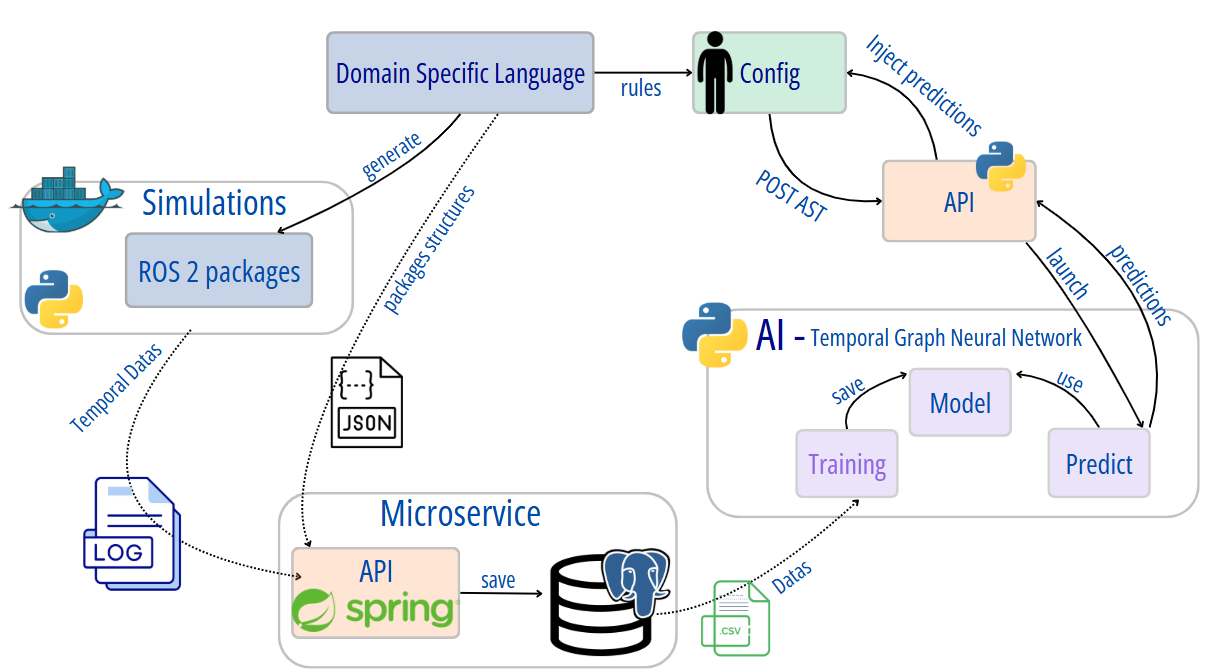 Domain Specific Language
rules
Config
Inject predictions
generate
POST AST
API
Simulations
packages structures
ROS 2 packages
launch
predictions
AI - Temporal Graph Neural Network
Temporal Datas
{---}
JSON
save
Model
use
Training
Predict
LOG
Microservice
API
spring
save
Datas
.CSV